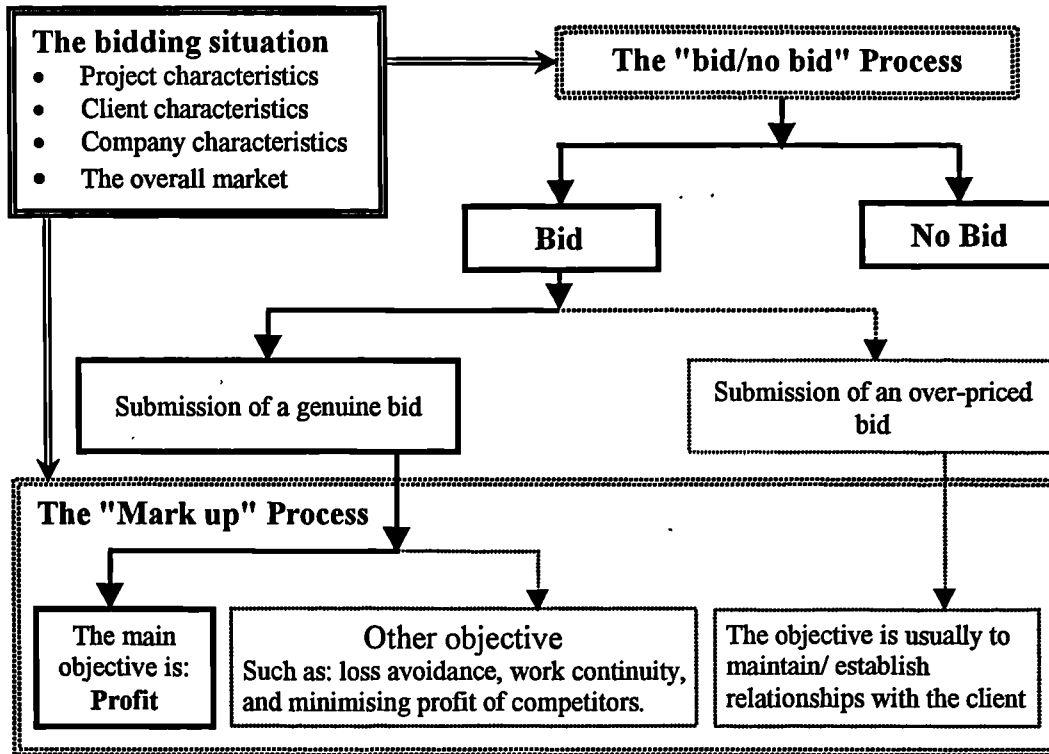 The bidding situation
• Project characteristics
• Client characteristics
• Company characteristics
• The overall market
The "bid/no bid" Process
Bid
No Bid
Submission of a genuine bid
Submission of an over-priced
bid
The "Mark up" Process
The main
objective is:
Profit
Other objective
Such as: loss avoidance, work continuity,
and minimising profit of competitors.
The objective is usually to
maintain/ establish
relationships with the client